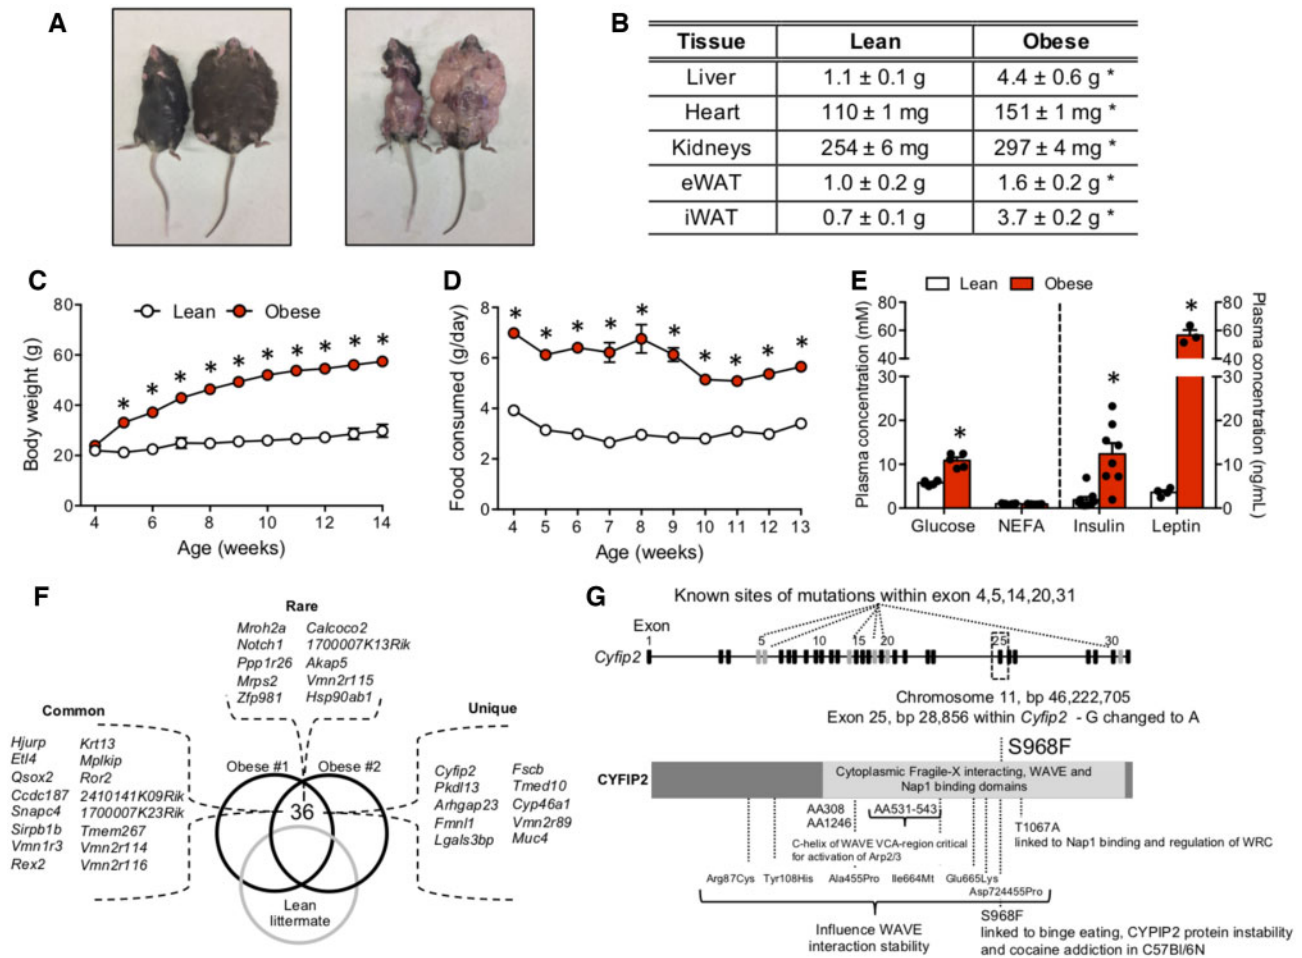 A
B
Tissue Lean Obese
Liver 1.1 ± 0.1 g 4.4 ± 0.6 g *
Heart 110 ± 1 mg 151 ± 1 mg *
Kidneys 254 ± 6 mg 297 ± 4 mg *
eWAT 1.0 ± 0.2 g 1.6 ± 0.2 g *
iWAT 0.7 ± 0.1 g 3.7 ± 0.2 g *
C
Lean Obese
Body weight (g)
80
60
40
20
0
* * * * * * * * * *
4 6 8 10 12 14
Age (weeks)
D
Food consumed (g/day)
8
6
4
2
0
* * * * * * * * * *
4 5 6 7 8 9 10 11 12 13
Age (weeks)
E
Lean Obese
Plasma concentration (mM)
80
60
40
30
20
10
0
* * *
Glucose NEFA Insulin Leptin
80
60
40
30
20
10
0
Plasma concentration (ng/mL)
F
Rare
Mroh2a Calcoco2
Notch1 1700007K13Rik
Ppp1r26 Akap5
Mrps2 Vmn2r115
Zfp981 Hsp90ab1
Common
Hjurp Krt13
Etl4 Mplkip
Qsox2 Ror2
Ccdc187 2410141K09Rik
Snapc4 1700007K23Rik
Sirpb1b Tmem267
Vmn1r3 Vmn2r114
Rex2 Vmn2r116
Unique
Cyfip2 Fscb
Pkdl13 Tmed10
Arhgap23 Cyp46a1
Fmnl1 Vmn2r89
Lgals3bp Muc4
Obese #1 Obese #2
36
Lean
littermate
G
Known sites of mutations within exon 4,5,14,20,31
Exon
1 5 10 15 20 25 30
Cyfip2
Chromosome 11, bp 46,222,705
Exon 25, bp 28,856 within Cyfip2 - G changed to A
S968F
CYFIP2
Cytoplasmic Fragile-X interacting, WAVE and
Nap1 binding domains
AA308
AA1246
AA531-543
C-helix of WAVE VCA-region critical
for activation of Arp2/3
T1067A
linked to Nap1 binding and regulation of WRC
Arg87Cys Tyr108His Ala455Pro Ile664Mt Glu665Lys
Asp724455Pro
Influence WAVE
interaction stability
S968F
linked to binge eating, CYPIP2 protein instability
and cocaine addiction in C57Bl/6N